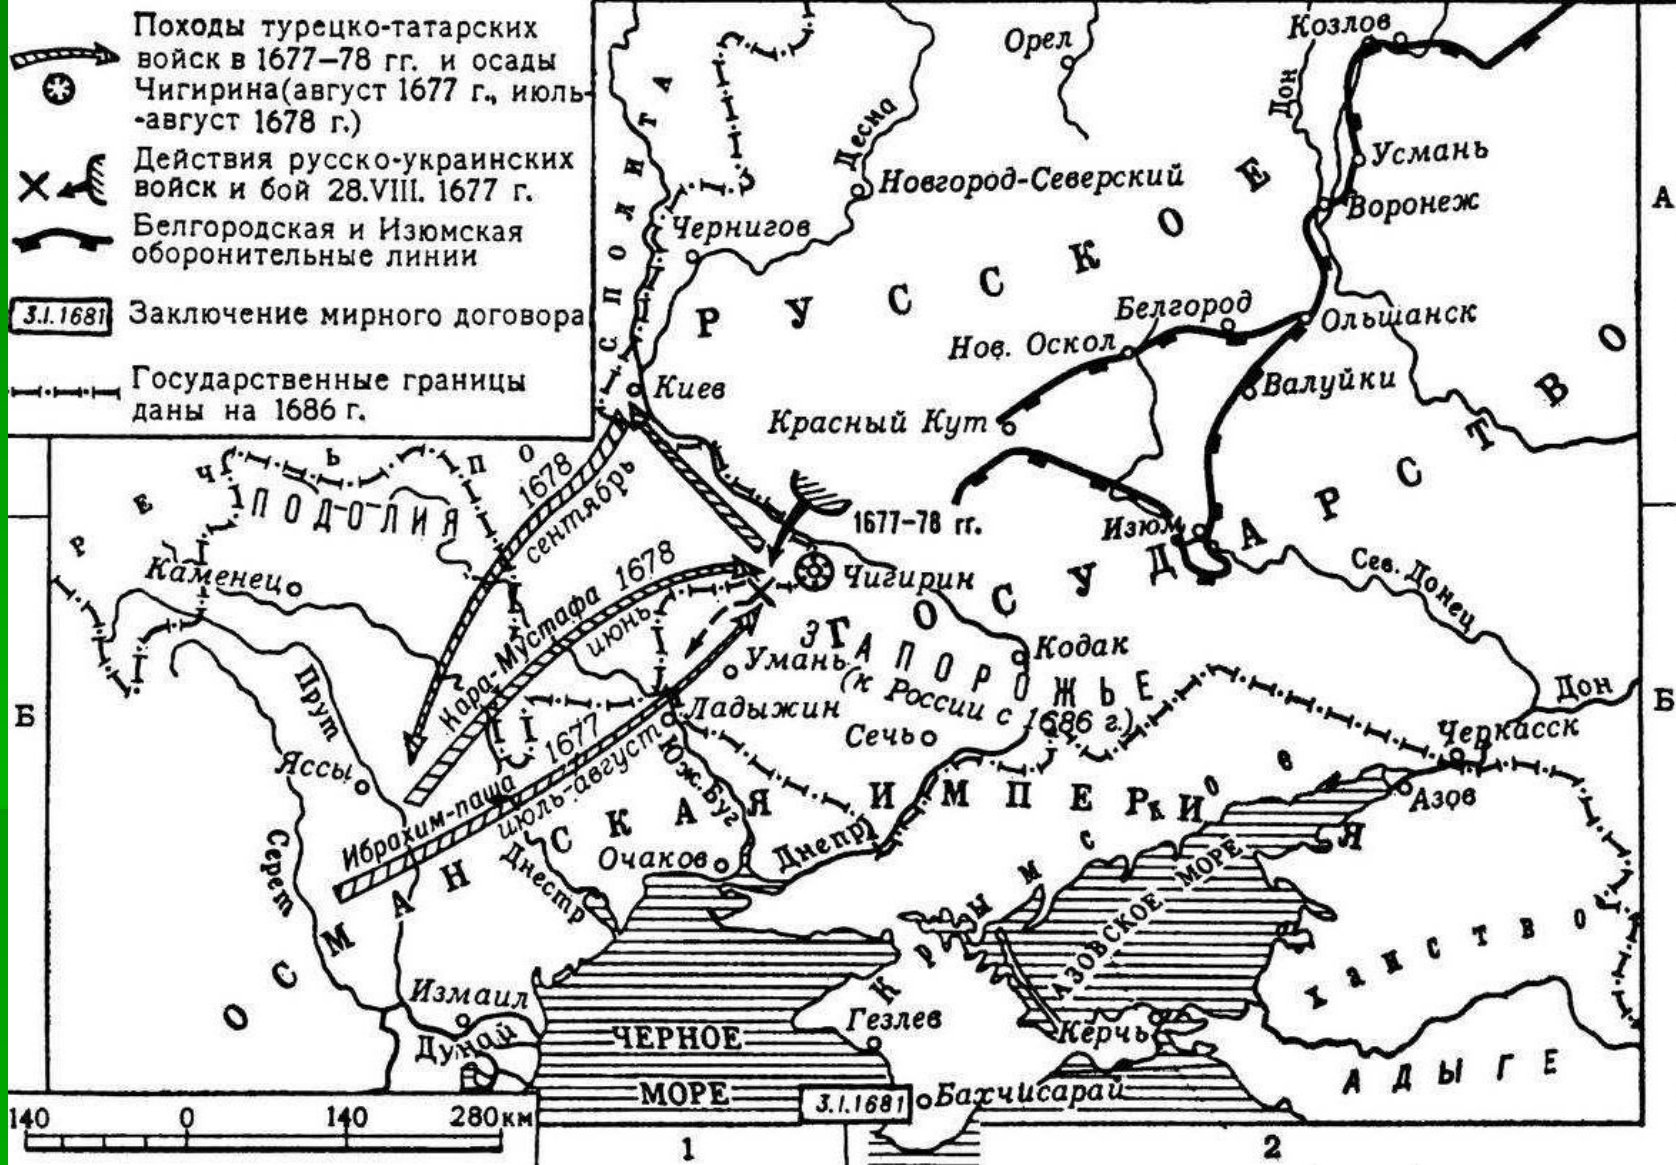 Походы турецко-татарских
войск в 1677–78 гг. и осады
Чигирина(август 1677 г., июль-
-август 1678 г.)
Действия русско-украинских
войск и бой 28.VIII. 1677 г.
Белгородская и Изюмская
оборонительные линии
3.I.1681 Заключение мирного договора
Государственные границы
даны на 1686 г.
РЕЧЬ ПОСПОЛИТА
РУССКОЕ
ГОСУДАРСТВО
Орел
Козлов
Дон
Десна
Усмань
Новгород-Северский
Воронеж
А
А
Чернигов
Белгород
Ольшанск
Нов. Оскол
Киев
Валуйки
Красный Кут
ПОДОЛИЯ
1678
сентябрь
1677–78 гг.
Изюм
Сев. Донец
Каменец
Чигирин
Кара-Мустафа 1678
июнь
ЗАПОРОЖЬЕ
(к России с 1686 г.)
Кодак
Умань
Прут
Дон
Б
Б
Ладыжин
Сечь
Черкасск
Яссы
Ибрахим-паша 1677
июль-август
Юж. Буг
Азов
ОСМАНСКАЯ ИМПЕРИЯ
Серет
Днестр
Очаков
Днепр
Крымское ханство
АЗОВСКОЕ МОРЕ
Измаил
Дунай
Гезлев
Керчь
ЧЕРНОЕ
МОРЕ
АДЫГЕ
3.I.1681
Бахчисарай
140 0 140 280км
1
2